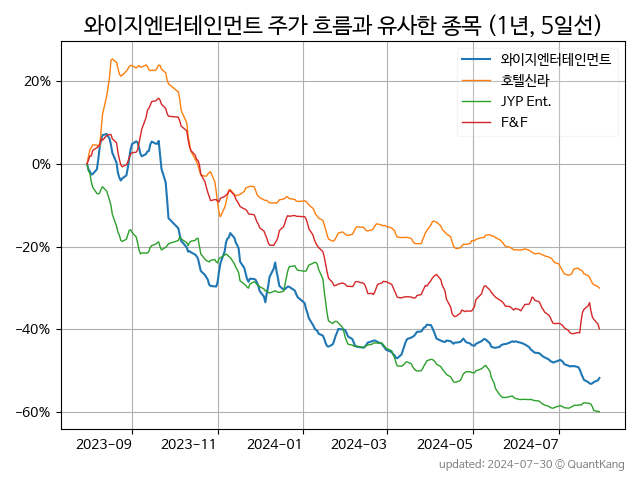 와이지엔터테인먼트 주가 흐름과 유사한 종목 (1년, 5일선)
와이지엔터테인먼트
호텔신라
JYP Ent.
F&F
20%
0%
−20%
−40%
−60%
2023-09
2023-11
2024-01
2024-03
2024-05
2024-07
updated: 2024-07-30 © QuantKang